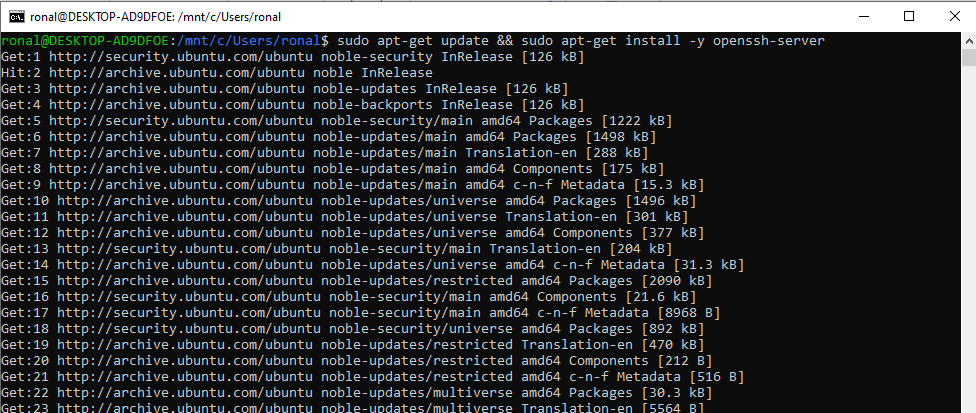 ronal@DESKTOP-AD9DFOE: /mnt/c/Users/ronal
ronal@DESKTOP-AD9DFOE:/mnt/c/Users/ronal$ sudo apt-get update && sudo apt-get install -y openssh-server
Get:1 http://security.ubuntu.com/ubuntu noble-security InRelease [126 kB]
Hit:2 http://archive.ubuntu.com/ubuntu noble InRelease
Get:3 http://archive.ubuntu.com/ubuntu noble-updates InRelease [126 kB]
Get:4 http://archive.ubuntu.com/ubuntu noble-backports InRelease [126 kB]
Get:5 http://security.ubuntu.com/ubuntu noble-security/main amd64 Packages [1222 kB]
Get:6 http://archive.ubuntu.com/ubuntu noble-updates/main amd64 Packages [1498 kB]
Get:7 http://archive.ubuntu.com/ubuntu noble-updates/main Translation-en [288 kB]
Get:8 http://archive.ubuntu.com/ubuntu noble-updates/main amd64 Components [175 kB]
Get:9 http://archive.ubuntu.com/ubuntu noble-updates/main amd64 c-n-f Metadata [15.3 kB]
Get:10 http://archive.ubuntu.com/ubuntu noble-updates/universe amd64 Packages [1496 kB]
Get:11 http://archive.ubuntu.com/ubuntu noble-updates/universe Translation-en [301 kB]
Get:12 http://archive.ubuntu.com/ubuntu noble-updates/universe amd64 Components [377 kB]
Get:13 http://security.ubuntu.com/ubuntu noble-security/main Translation-en [204 kB]
Get:14 http://archive.ubuntu.com/ubuntu noble-updates/universe amd64 c-n-f Metadata [31.3 kB]
Get:15 http://archive.ubuntu.com/ubuntu noble-updates/restricted amd64 Packages [2090 kB]
Get:16 http://security.ubuntu.com/ubuntu noble-security/main amd64 Components [21.6 kB]
Get:17 http://security.ubuntu.com/ubuntu noble-security/main amd64 c-n-f Metadata [8968 B]
Get:18 http://security.ubuntu.com/ubuntu noble-security/universe amd64 Packages [892 kB]
Get:19 http://archive.ubuntu.com/ubuntu noble-updates/restricted Translation-en [470 kB]
Get:20 http://archive.ubuntu.com/ubuntu noble-updates/restricted amd64 Components [212 B]
Get:21 http://archive.ubuntu.com/ubuntu noble-updates/restricted amd64 c-n-f Metadata [516 B]
Get:22 http://archive.ubuntu.com/ubuntu noble-updates/multiverse amd64 Packages [30.3 kB]
Get:23 http://archive.ubuntu.com/ubuntu noble-updates/multiverse Translation-en [5564 B]